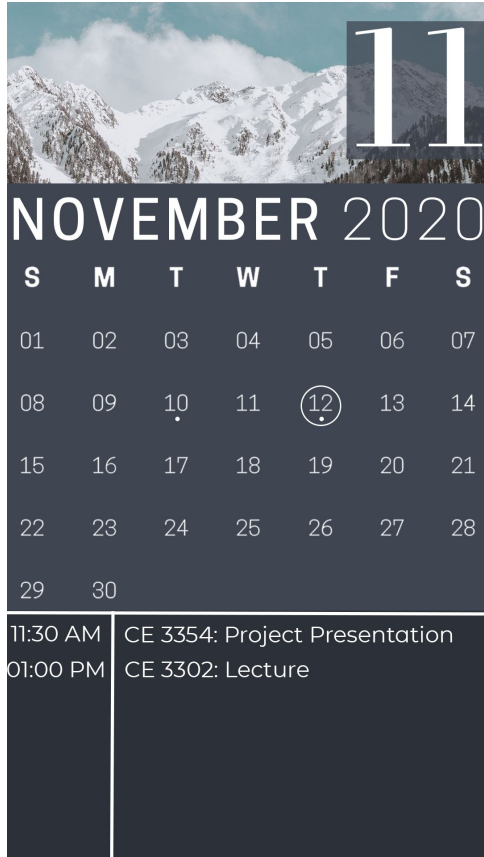 11
NOVEMBER 2020
S M T W T F S
01 02 03 04 05 06 07
08 09 10 11 12 13 14
15 16 17 18 19 20 21
22 23 24 25 26 27 28
29 30
11:30 AM CE 3354: Project Presentation
01:00 PM CE 3302: Lecture